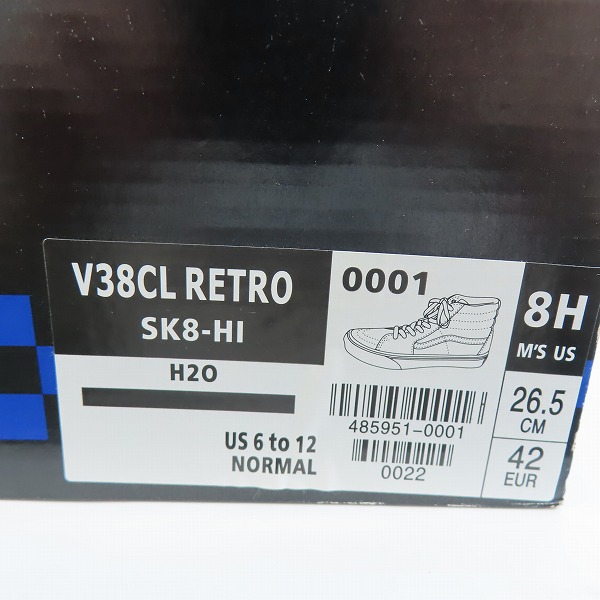 V38CL RETRO
SK8-HI
H2O
US 6 to 12
NORMAL
0001
485951-0001
H
0022
8H
M'S US
26.5
CM
42
EUR